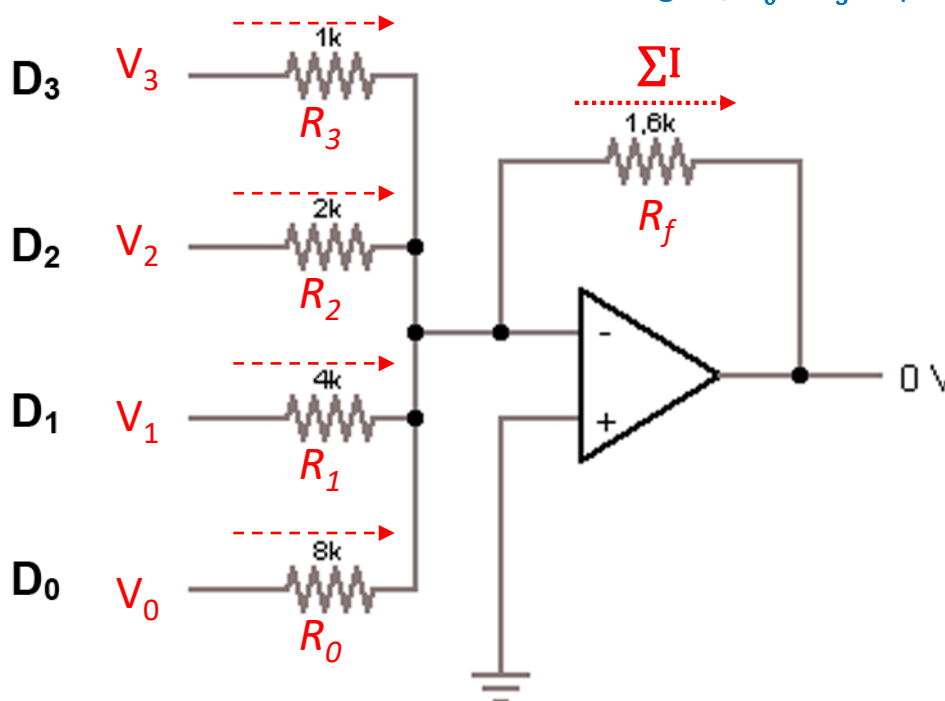 1k
D3 V3
R3
ΣI
1,6k
Rf
2k
D2 V2
R2
-
4k
D1 V1
R1
+
0 V
8k
D0 V0
R0